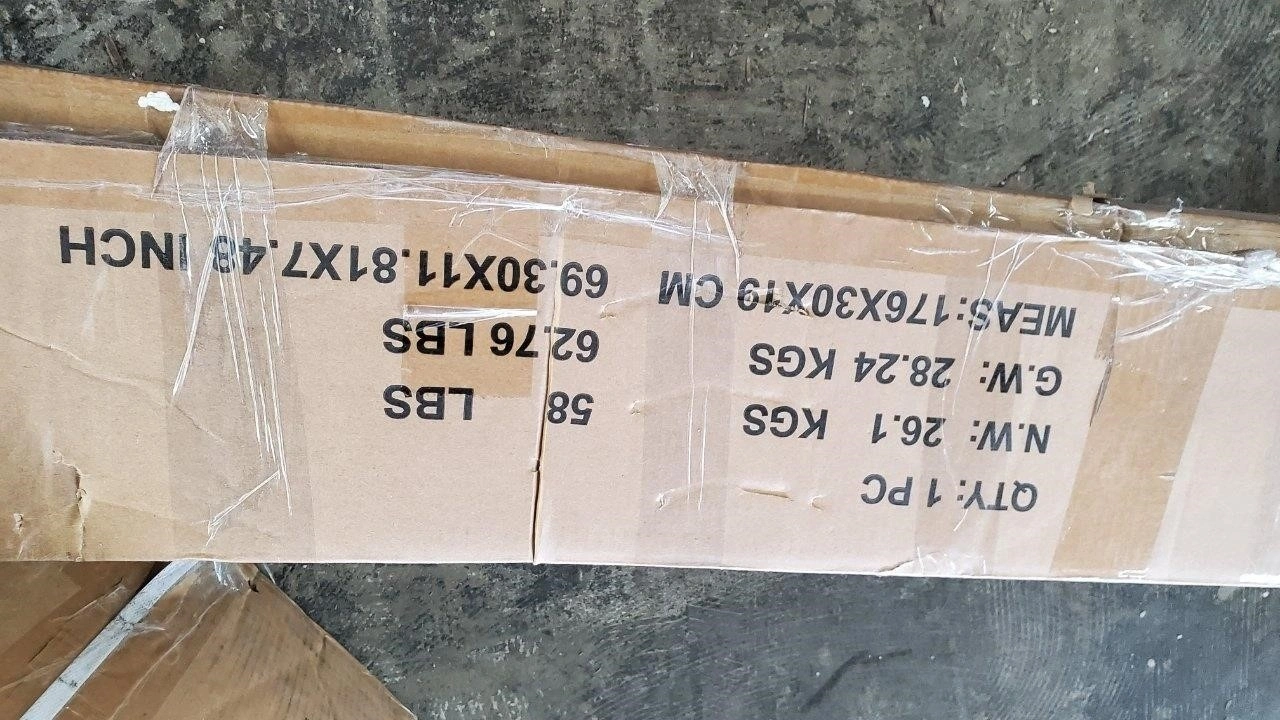 QTY: 1 PC
N.W: 26.1 KGS 58 LBS
G.W: 28.24 KGS 62.76 LBS
MEAS:176X30X19 CM 69.30X11.81X7.48 INCH